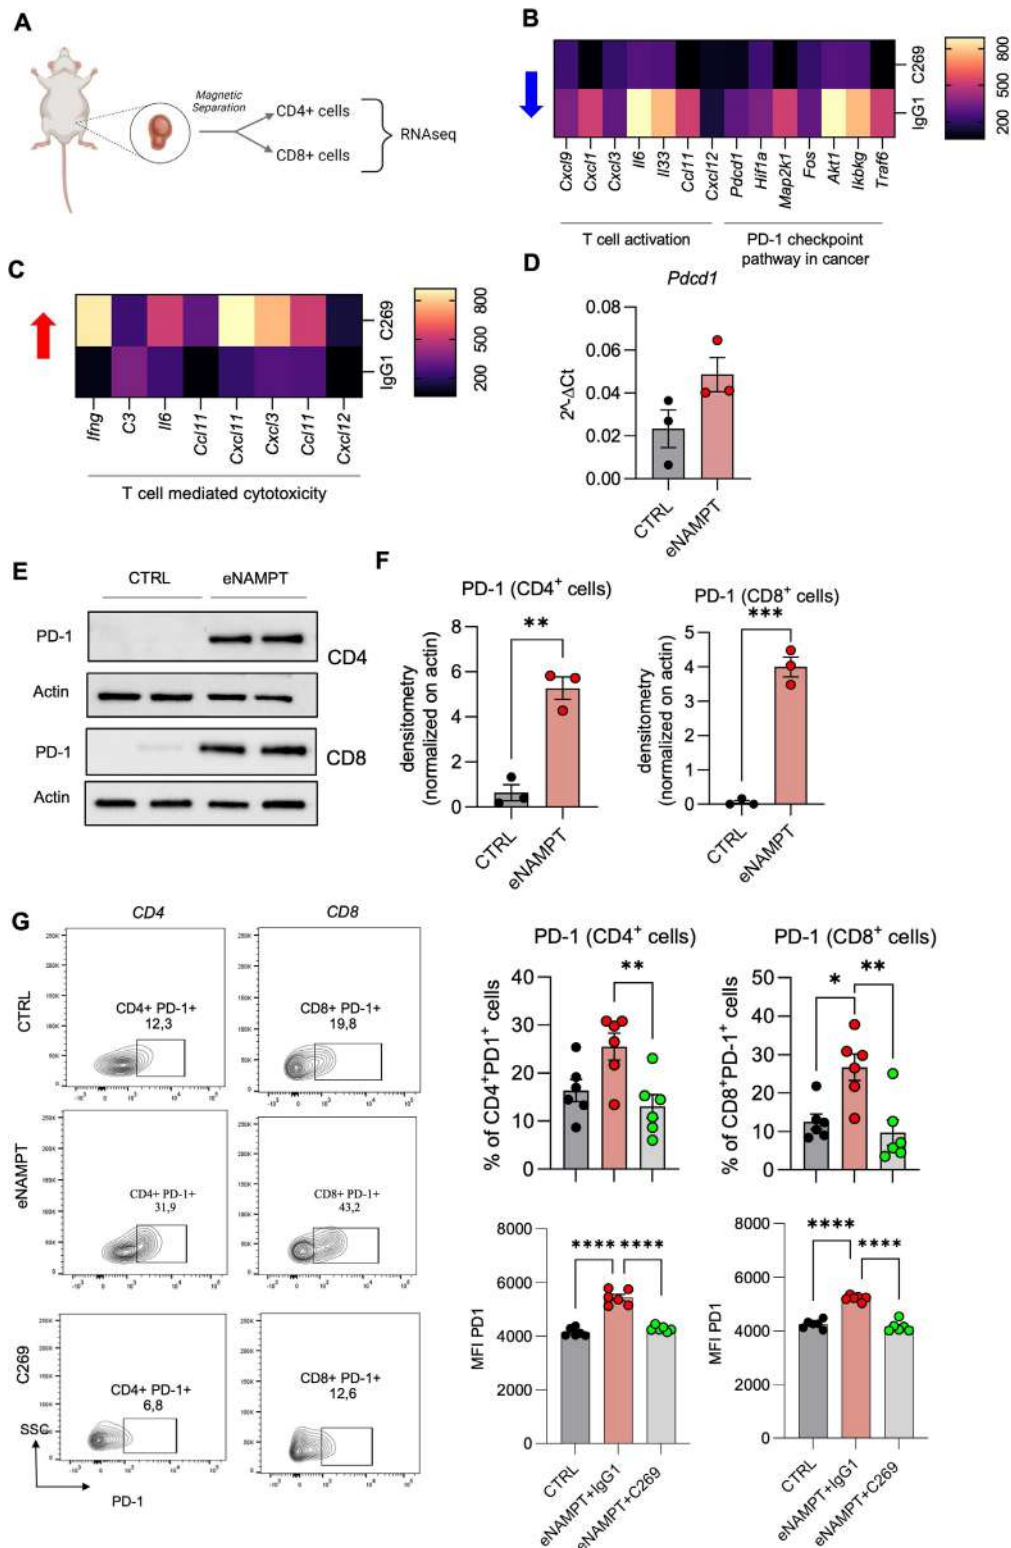 A
Magnetic
Separation
CD4+ cells
CD8+ cells
RNAseq
B
C269
IgG1
800
500
200
Cxcl9
Cxcl1
Cxcl3
Il6
Il33
Ccl11
Cxcl12
Pdcd1
Hif1a
Map2k1
Fos
Akt1
Ikbkg
Traf6
T cell activation
PD-1 checkpoint
pathway in cancer
C
C269
IgG1
800
500
200
Ifng
C3
Il6
Ccl11
Cxcl11
Cxcl3
Ccl11
Cxcl12
T cell mediated cytotoxicity
D
Pdcd1
2^-ΔCt
0.08
0.06
0.04
0.02
0.00
CTRL
eNAMPT
E
CTRL
eNAMPT
PD-1
CD4
Actin
PD-1
CD8
Actin
F
PD-1 (CD4+ cells)
**
densitometry
(normalized on actin)
8
6
4
2
0
CTRL
eNAMPT
PD-1 (CD8+ cells)
***
densitometry
(normalized on actin)
5
4
3
2
1
0
CTRL
eNAMPT
G
CD4
CD8
CTRL
CD4+ PD-1+
12,3
CD8+ PD-1+
19,8
eNAMPT
CD4+ PD-1+
31,9
CD8+ PD-1+
43,2
C269
CD4+ PD-1+
6,8
CD8+ PD-1+
12,6
SSC
PD-1
PD-1 (CD4+ cells)
**
% of CD4+PD1+ cells
40
30
20
10
0
PD-1 (CD8+ cells)
*
**
% of CD8+PD-1+ cells
50
40
30
20
10
0
**** ****
MFI PD1
8000
6000
4000
2000
0
CTRL
eNAMPT+IgG1
eNAMPT+C269
****
****
MFI PD1
8000
6000
4000
2000
0
CTRL
eNAMPT+IgG1
eNAMPT+C269